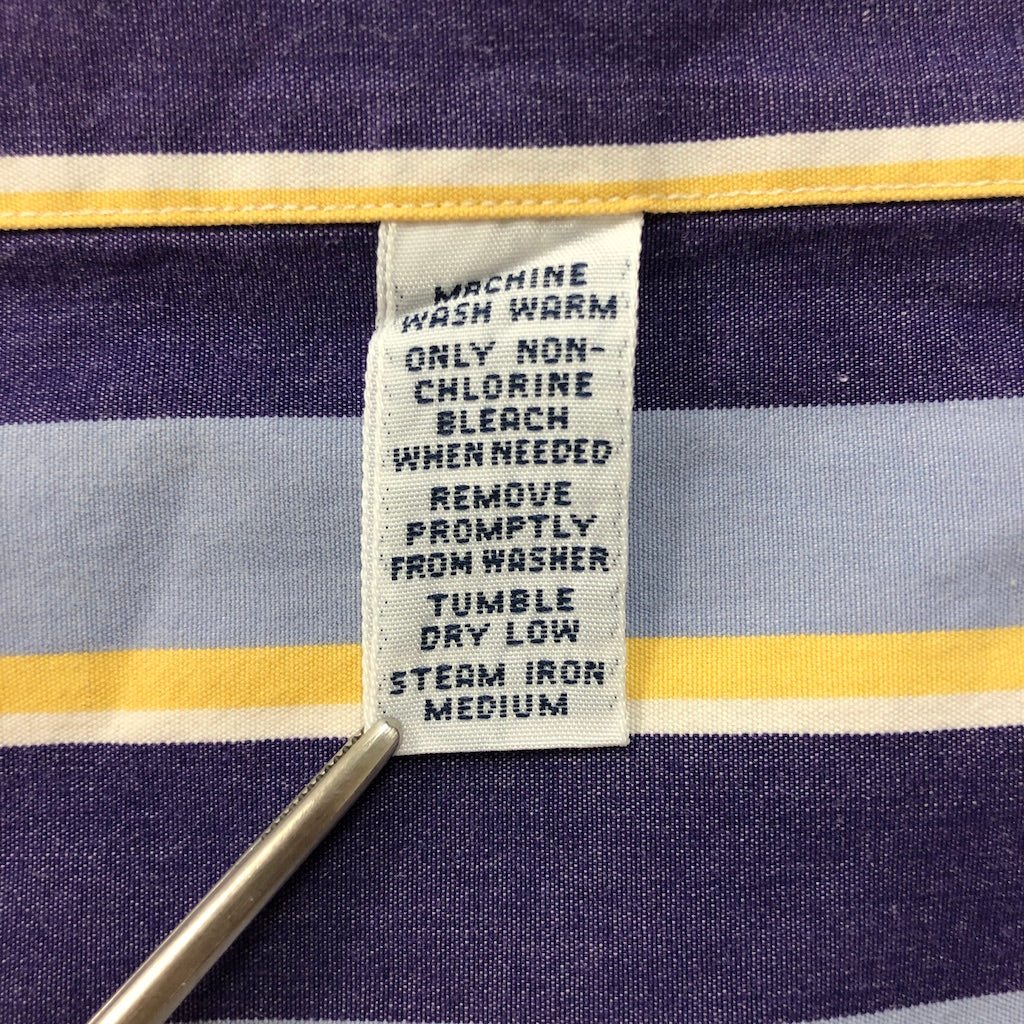 MACHINE
WASH WARM
ONLY NON-
CHLORINE
BLEACH
WHEN NEEDED
REMOVE
PROMPTLY
FROM WASHER
TUMBLE
DRY LOW
STEAM IRON
MEDIUM